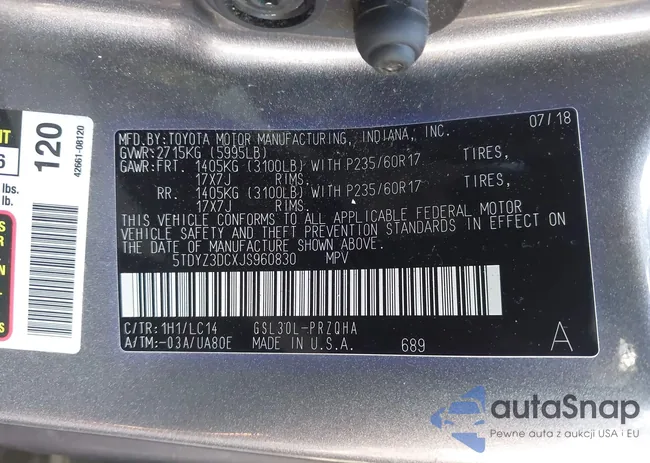 MFD.BY:TOYOTA MOTOR MANUFACTURING, INDIANA, INC. 07/18
GVWR:2715KG (5995LB)
GAWR:FRT. 1405KG (3100LB) WITH P235/60R17 TIRES,
17X7J RIMS.
RR. 1405KG (3100LB) WITH P235/60R17 TIRES,
17X7J RIMS.
THIS VEHICLE CONFORMS TO ALL APPLICABLE FEDERAL MOTOR
VEHICLE SAFETY AND THEFT PREVENTION STANDARDS IN EFFECT ON
THE DATE OF MANUFACTURE SHOWN ABOVE.
5TDYZ3DCXJS960830 MPV
C/TR: 1H1/LC14 GSL30L-PRZQHA
A/TM:-03A/UA80E MADE IN U.S.A. 689 A
120
42661-08120
lbs.
lb.
autaSnap
Pewne auta z aukcji USA i EU